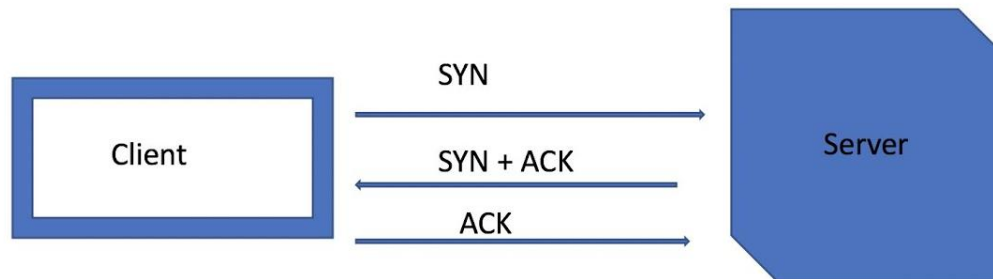 SYN
Client
SYN + ACK
Server
ACK